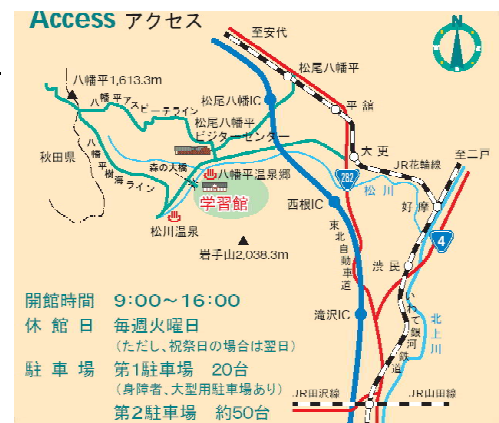 Access アクセス
N
至安代
八幡平1,613.3m
松尾八幡平
八幡平アスピーテライン
松尾八幡IC
平舘
松尾八幡平
ビジターセンター
秋田県
大更
JR花輪線
至二戸
八幡平樹海ライン
森の大橋
八幡平温泉郷
282
松川
学習館
西根IC
好摩
4
松川温泉
東北自動車道
岩子山2,038.3m
渋民
いわて銀河鉄道
北上川
開館時間 9:00～16:00
滝沢IC
休館日 毎週火曜日
（ただし、祝祭日の場合は翌日）
駐車場 第1駐車場 20台
（身障者、大型用駐車場あり）
JR田沢線
JR山田線
第2駐車場 約50台